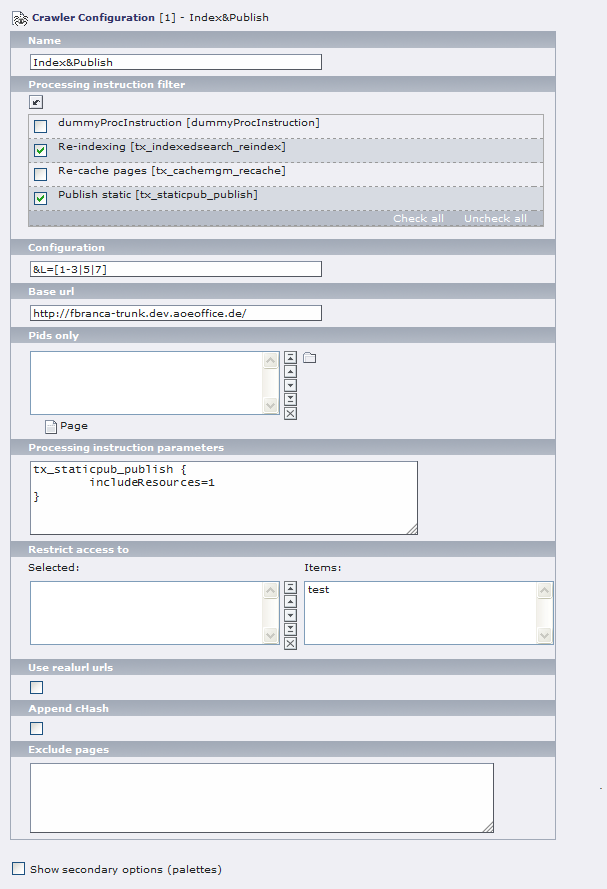 Crawler Configuration [1] - Index&Publish
Name
Index&Publish
Processing instruction filter
dummyProcInstruction [dummyProcInstruction]
Re-indexing [tx_indexedsearch_reindex]
Re-cache pages [tx_cachemgm_recache]
Publish static [tx_staticpub_publish]
Check all Uncheck all
Configuration
&L=[1-3|5|7]
Base url
http://fbranca-trunk.dev.aoeoffice.de/
Pids only
Page
Processing instruction parameters
tx_staticpub_publish {
includeResources=1
}
Restrict access to
Selected: Items:
test
Use realurl urls
Append cHash
Exclude pages
Show secondary options (palettes)